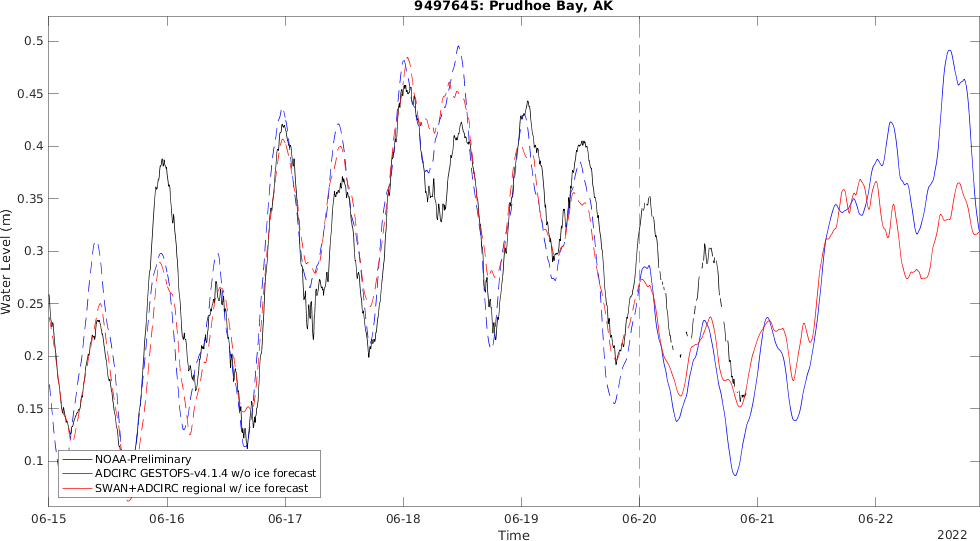 9497645: Prudhoe Bay, AK
0.5
0.45
0.4
0.35
0.3
0.25
0.2
0.15
0.1
Water Level (m)
NOAA-Preliminary
ADCIRC GESTOFS-v4.1.4 w/o ice forecast
SWAN+ADCIRC regional w/ ice forecast
06-15 06-16 06-17 06-18 06-19 06-20 06-21 06-22
Time
2022